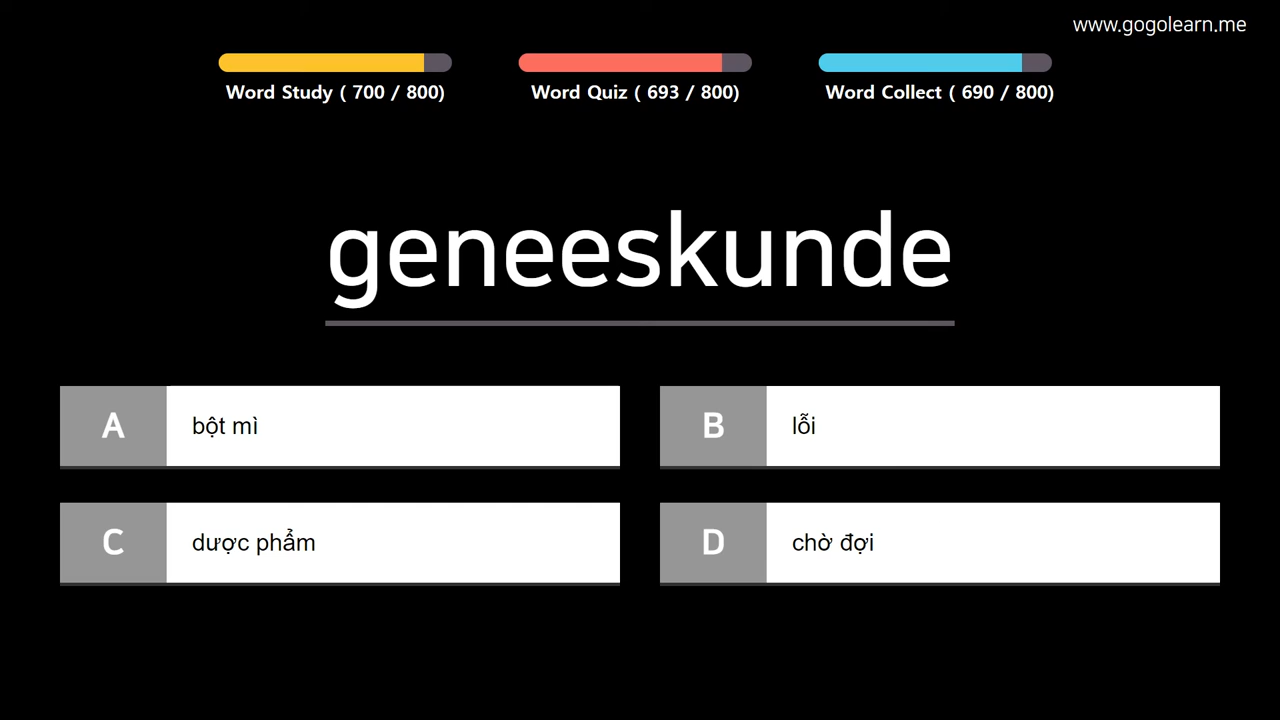 www.gogolearn.me
Word Study ( 700 / 800)
Word Quiz ( 693 / 800)
Word Collect ( 690 / 800)
geneeskunde
A bột mì
B lỗi
C dược phẩm
D chờ đợi